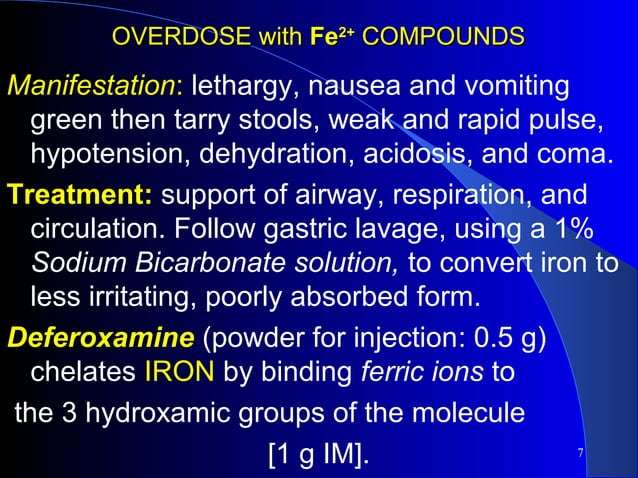 OVERDOSE with Fe²⁺ COMPOUNDS
Manifestation: lethargy, nausea and vomiting
green then tarry stools, weak and rapid pulse,
hypotension, dehydration, acidosis, and coma.
Treatment: support of airway, respiration, and
circulation. Follow gastric lavage, using a 1%
Sodium Bicarbonate solution, to convert iron to
less irritating, poorly absorbed form.
Deferoxamine (powder for injection: 0.5 g)
chelates IRON by binding ferric ions to
the 3 hydroxamic groups of the molecule
[1 g IM].
7